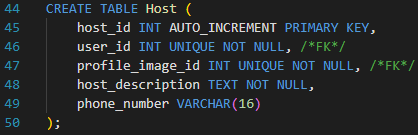 44 CREATE TABLE Host (
45 host_id INT AUTO_INCREMENT PRIMARY KEY,
46 user_id INT UNIQUE NOT NULL, /*FK*/
47 profile_image_id INT UNIQUE NOT NULL, /*FK*/
48 host_description TEXT NOT NULL,
49 phone_number VARCHAR(16)
50 );